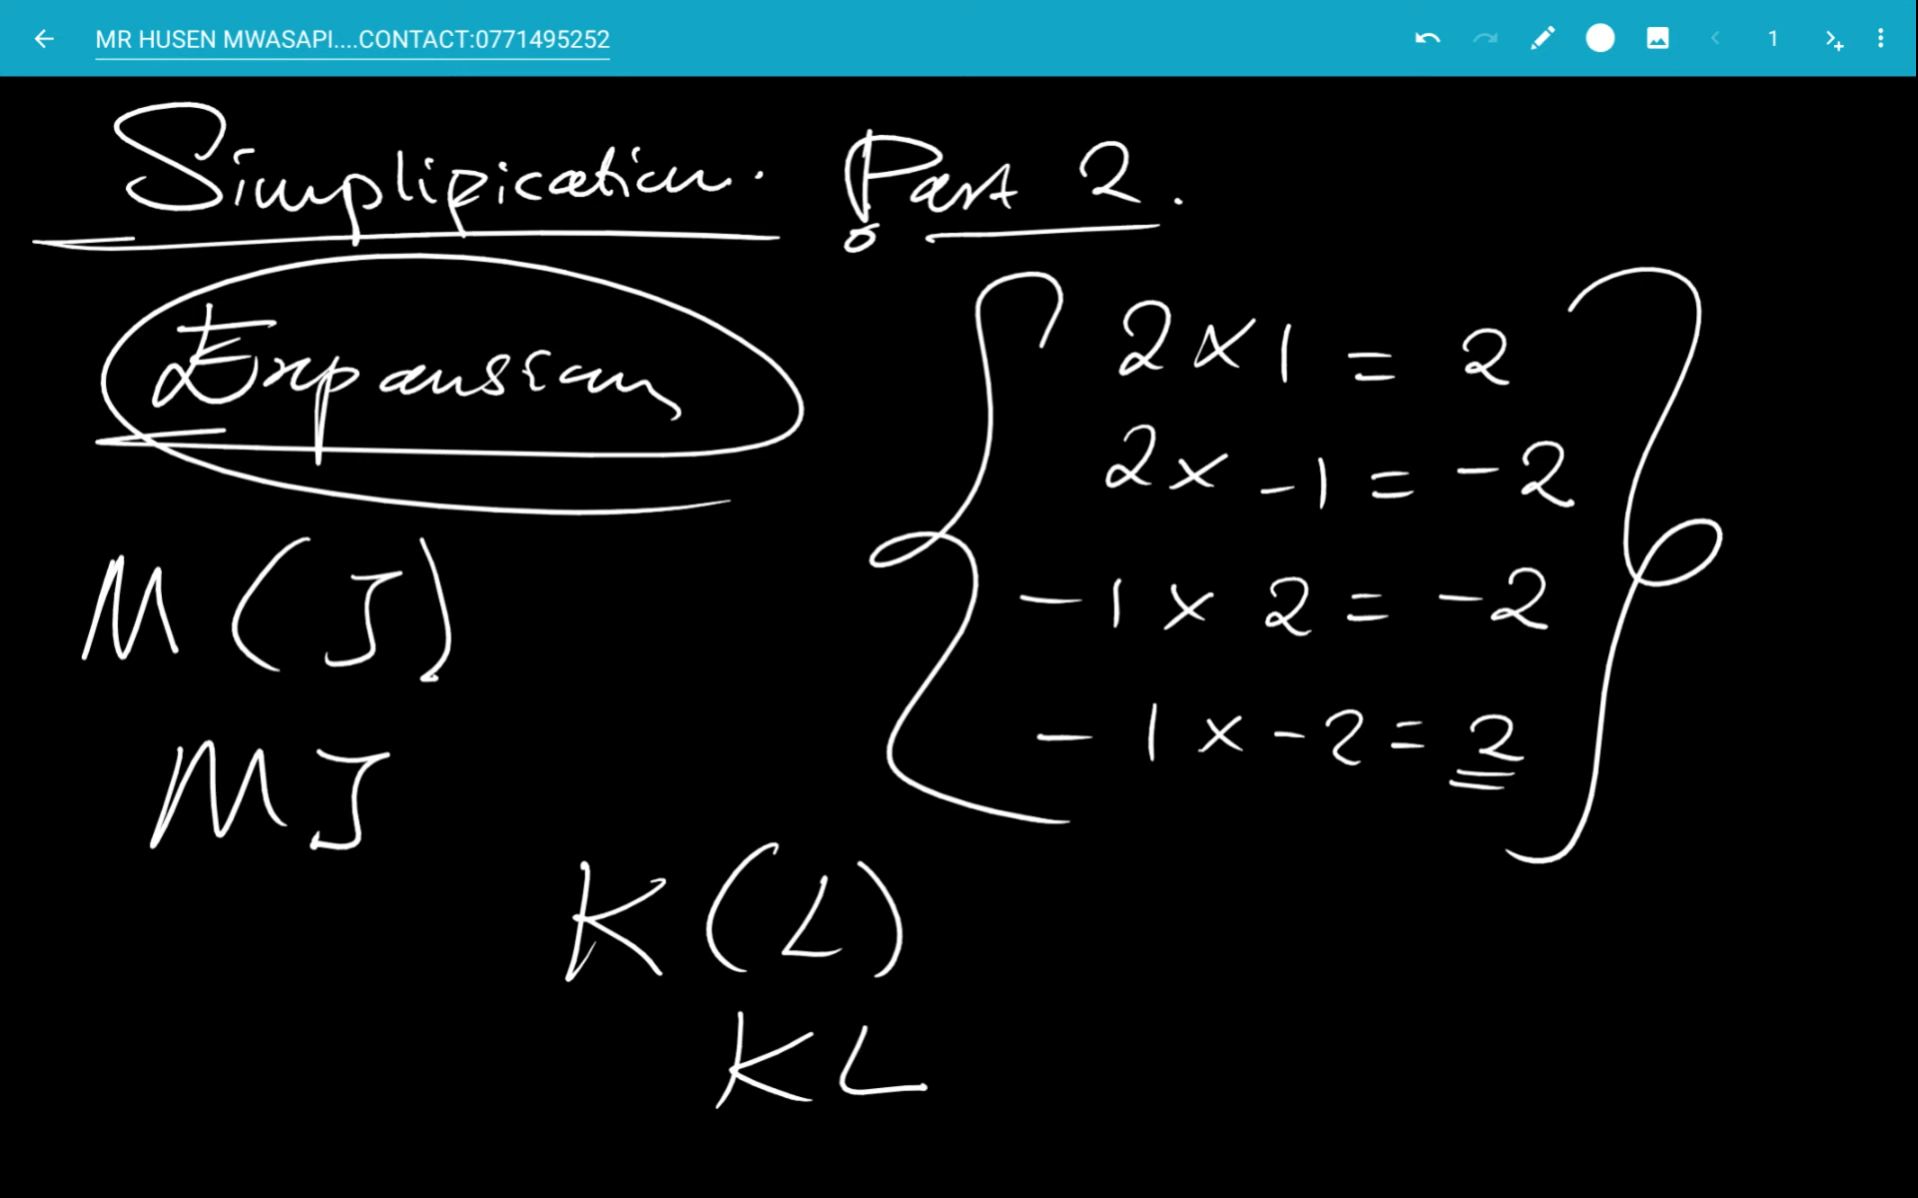 MR HUSEN MWASAPI....CONTACT:0771495252
1
Simplification. Part 2.
Expansion
2 x 1 = 2
2 x -1 = -2
-1 x 2 = -2
-1 x -2 = 2
M (J)
MJ
K (L)
KL